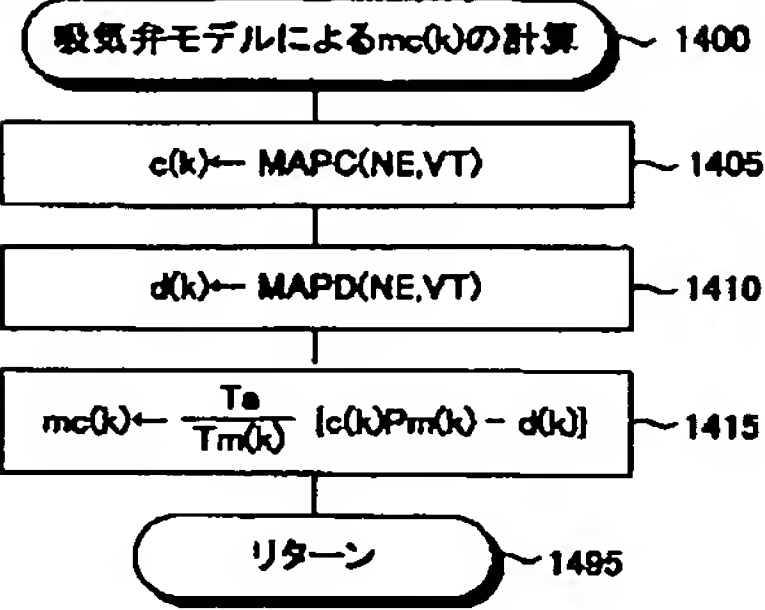 吸気弁モデルによるmc(k)の計算 1400
c(k)← MAPC(NE,VT) 1405
d(k)← MAPD(NE,VT) 1410
mc(k)← Ta/Tm(k) [c(k)Pm(k) − d(k)] 1415
リターン 1495